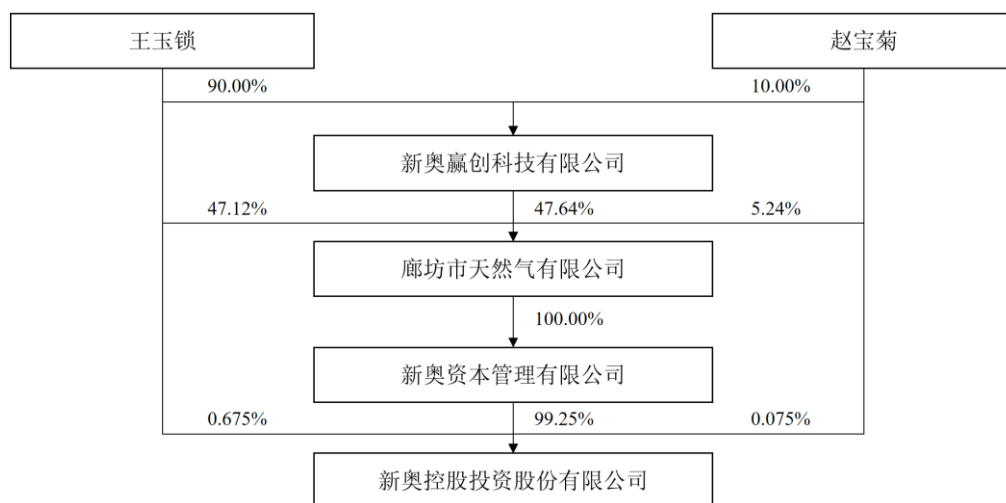 王玉锁
赵宝菊
90.00%
10.00%
新奥赢创科技有限公司
47.12%
47.64%
5.24%
廊坊市天然气有限公司
100.00%
新奥资本管理有限公司
0.675%
99.25%
0.075%
新奥控股投资股份有限公司